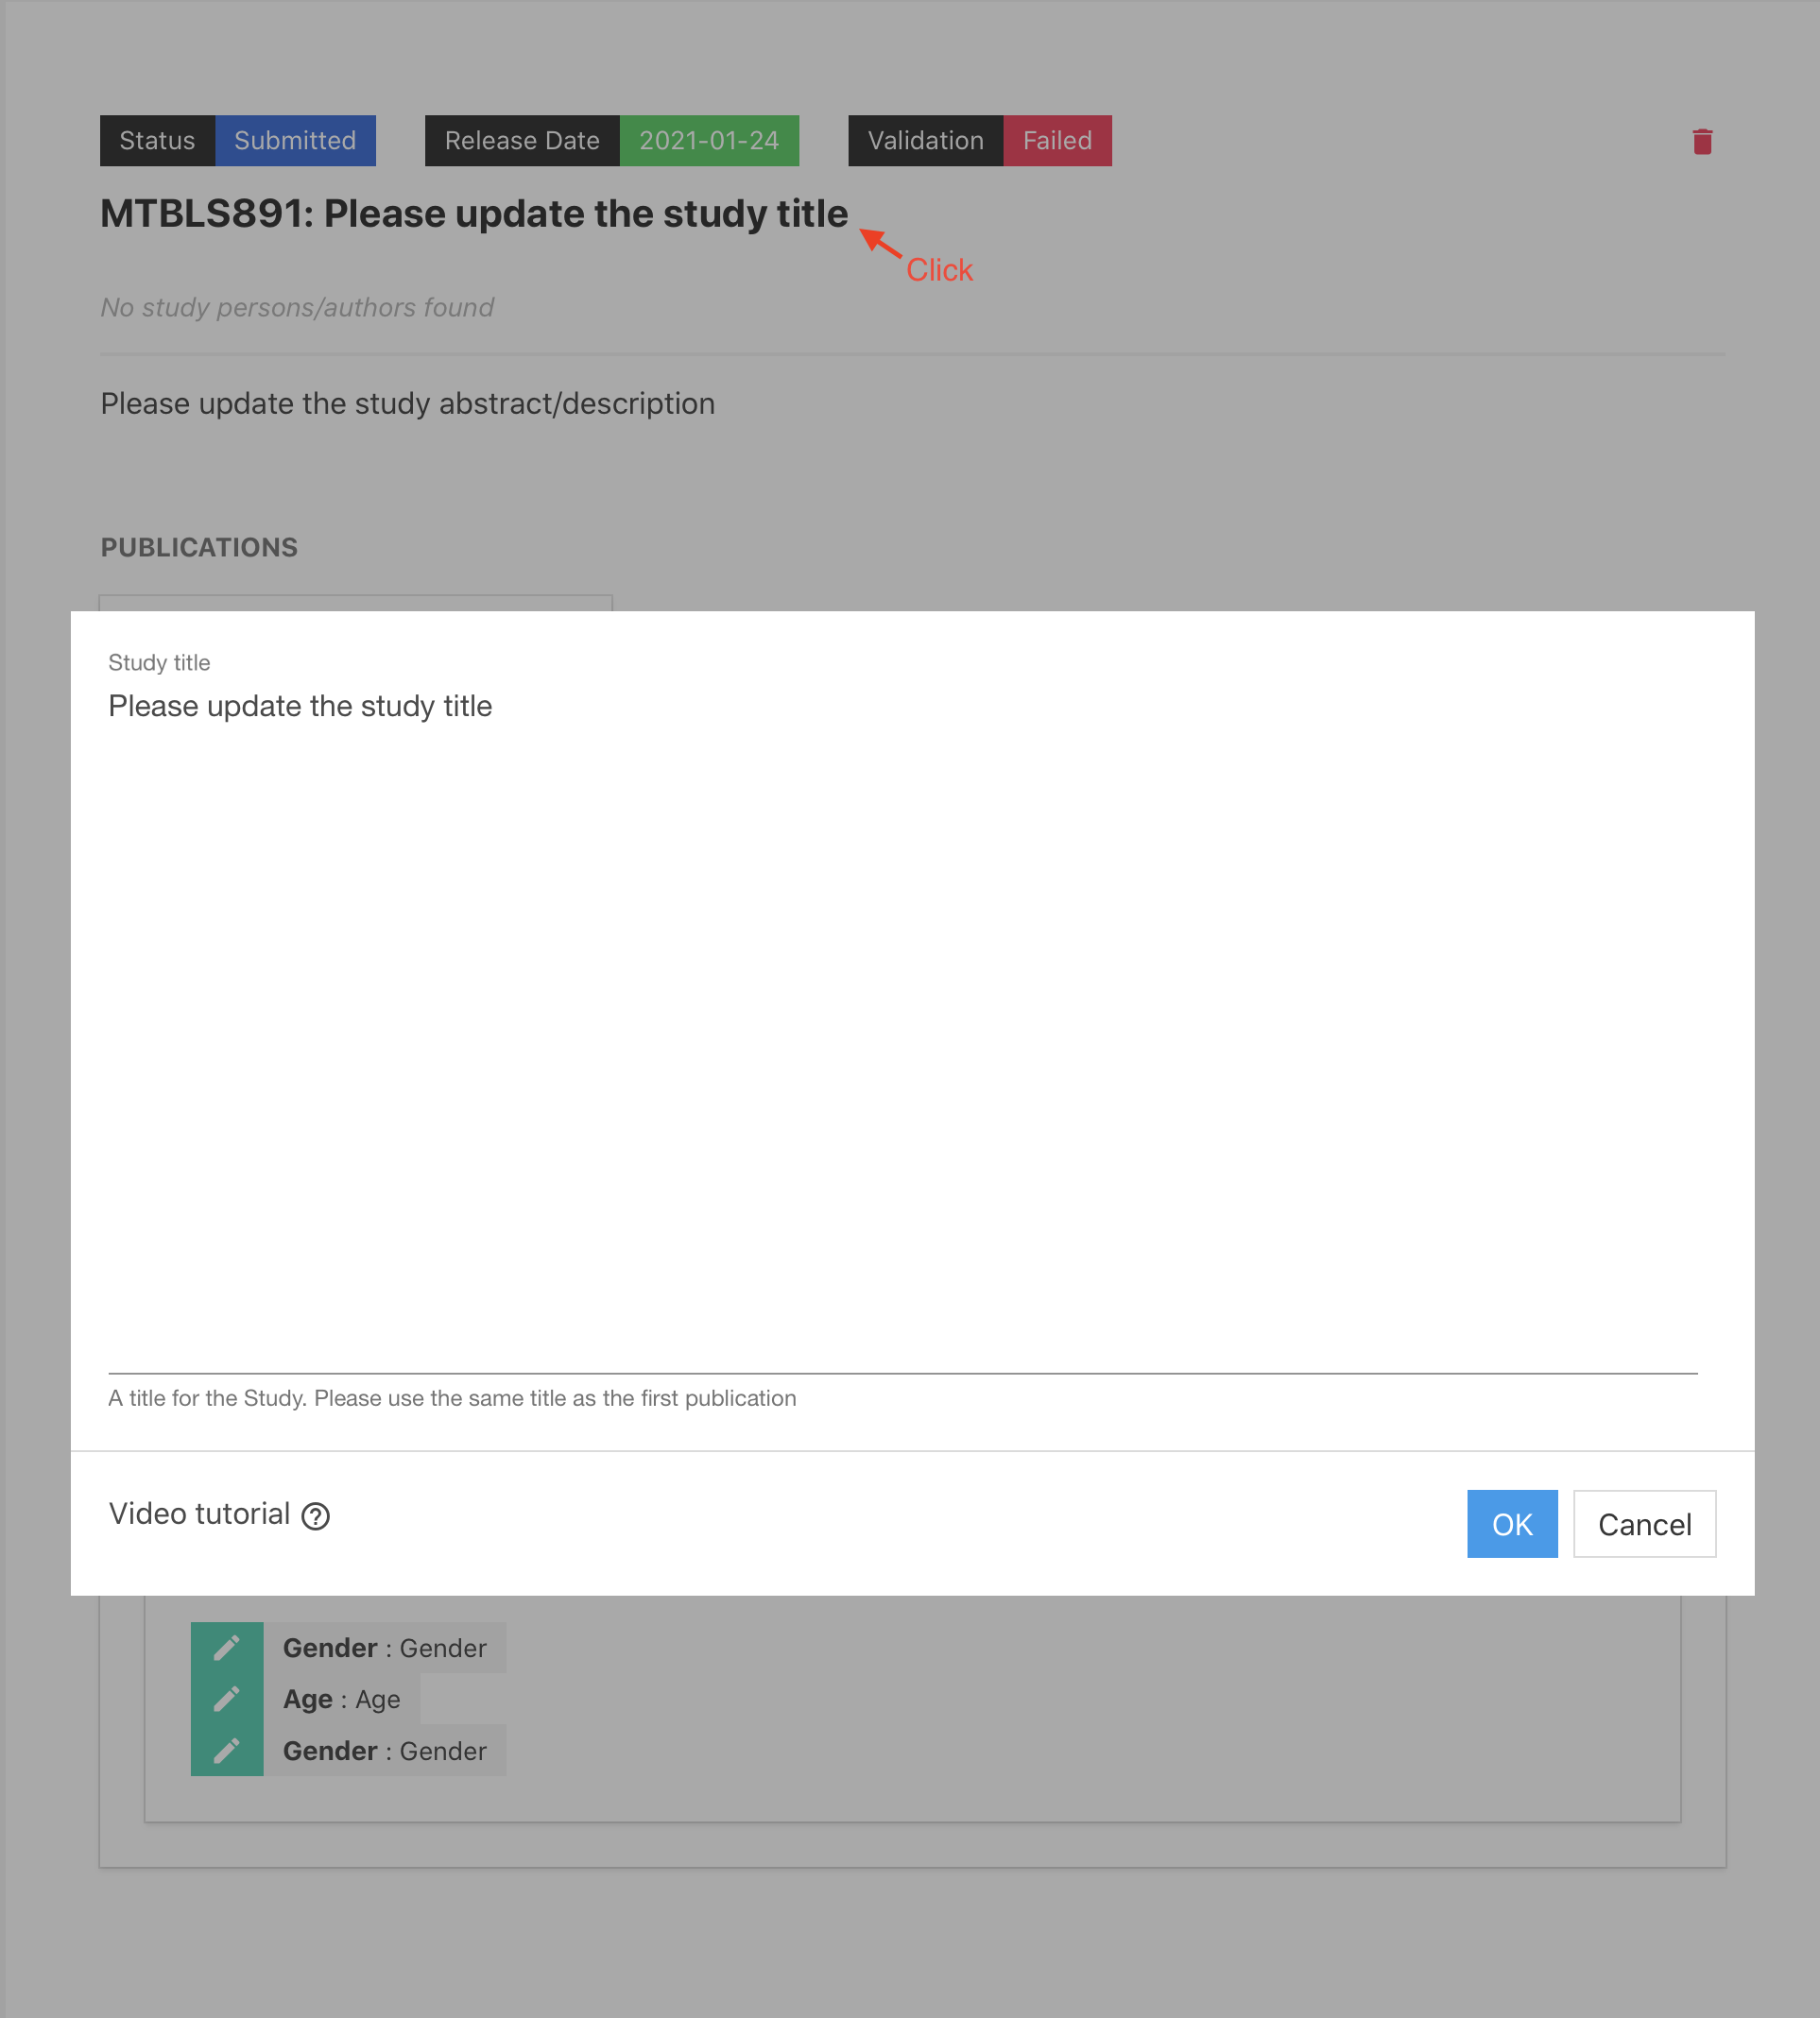 Status Submitted Release Date 2021-01-24 Validation Failed
MTBLS891: Please update the study title
Click
No study persons/authors found
Please update the study abstract/description
PUBLICATIONS
Study title
Please update the study title
A title for the Study. Please use the same title as the first publication
Video tutorial ?
OK Cancel
Gender : Gender
Age : Age
Gender : Gender